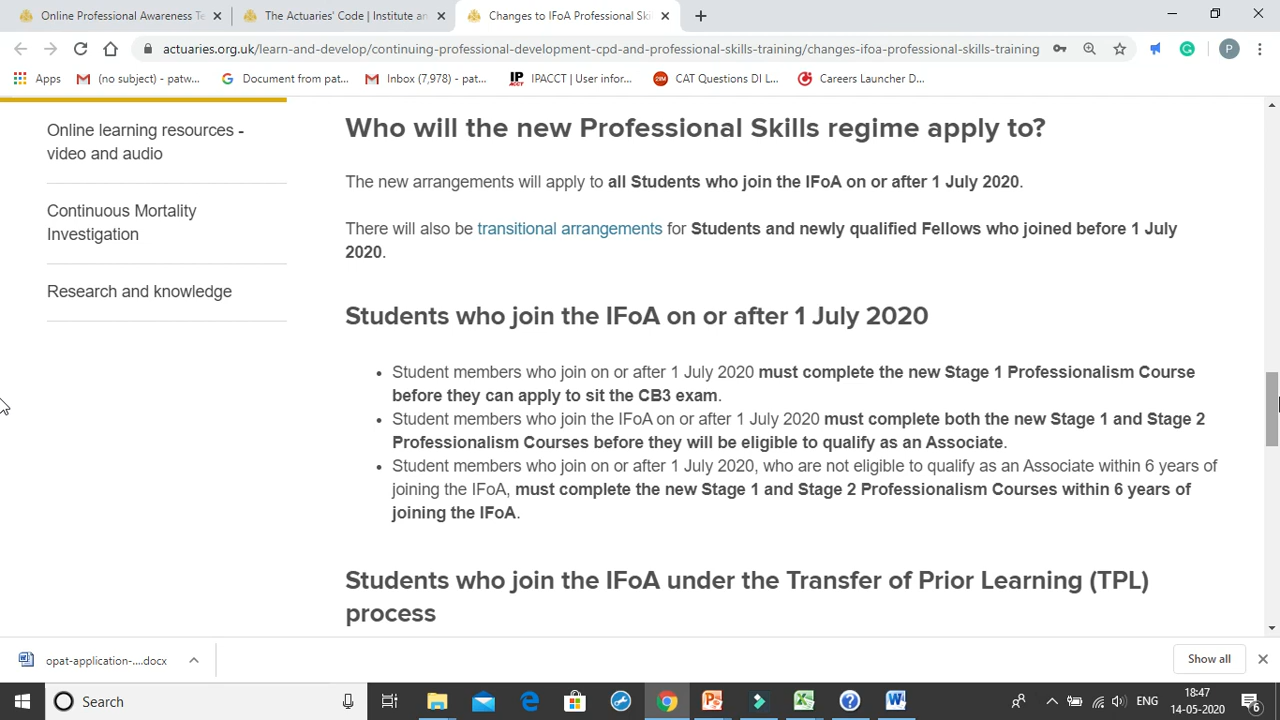 Online Professional Awareness Te
The Actuaries' Code | Institute an
Changes to IFoA Professional Ski
actuaries.org.uk/learn-and-develop/continuing-professional-development-cpd-and-professional-skills-training/changes-ifoa-professional-skills-training
P
Apps
(no subject) - patw...
Document from pat...
Inbox (7,978) - pat...
IPACCT | User infor...
CAT Questions DI L...
Careers Launcher D...
Online learning resources -
video and audio
Continuous Mortality
Investigation
Research and knowledge
Who will the new Professional Skills regime apply to?
The new arrangements will apply to all Students who join the IFoA on or after 1 July 2020.
There will also be transitional arrangements for Students and newly qualified Fellows who joined before 1 July
2020.
Students who join the IFoA on or after 1 July 2020
• Student members who join on or after 1 July 2020 must complete the new Stage 1 Professionalism Course
before they can apply to sit the CB3 exam.
• Student members who join the IFoA on or after 1 July 2020 must complete both the new Stage 1 and Stage 2
Professionalism Courses before they will be eligible to qualify as an Associate.
• Student members who join on or after 1 July 2020, who are not eligible to qualify as an Associate within 6 years of
joining the IFoA, must complete the new Stage 1 and Stage 2 Professionalism Courses within 6 years of
joining the IFoA.
Students who join the IFoA under the Transfer of Prior Learning (TPL)
process
opat-application-....docx
Show all
Search
ENG
18:47
14-05-2020
6